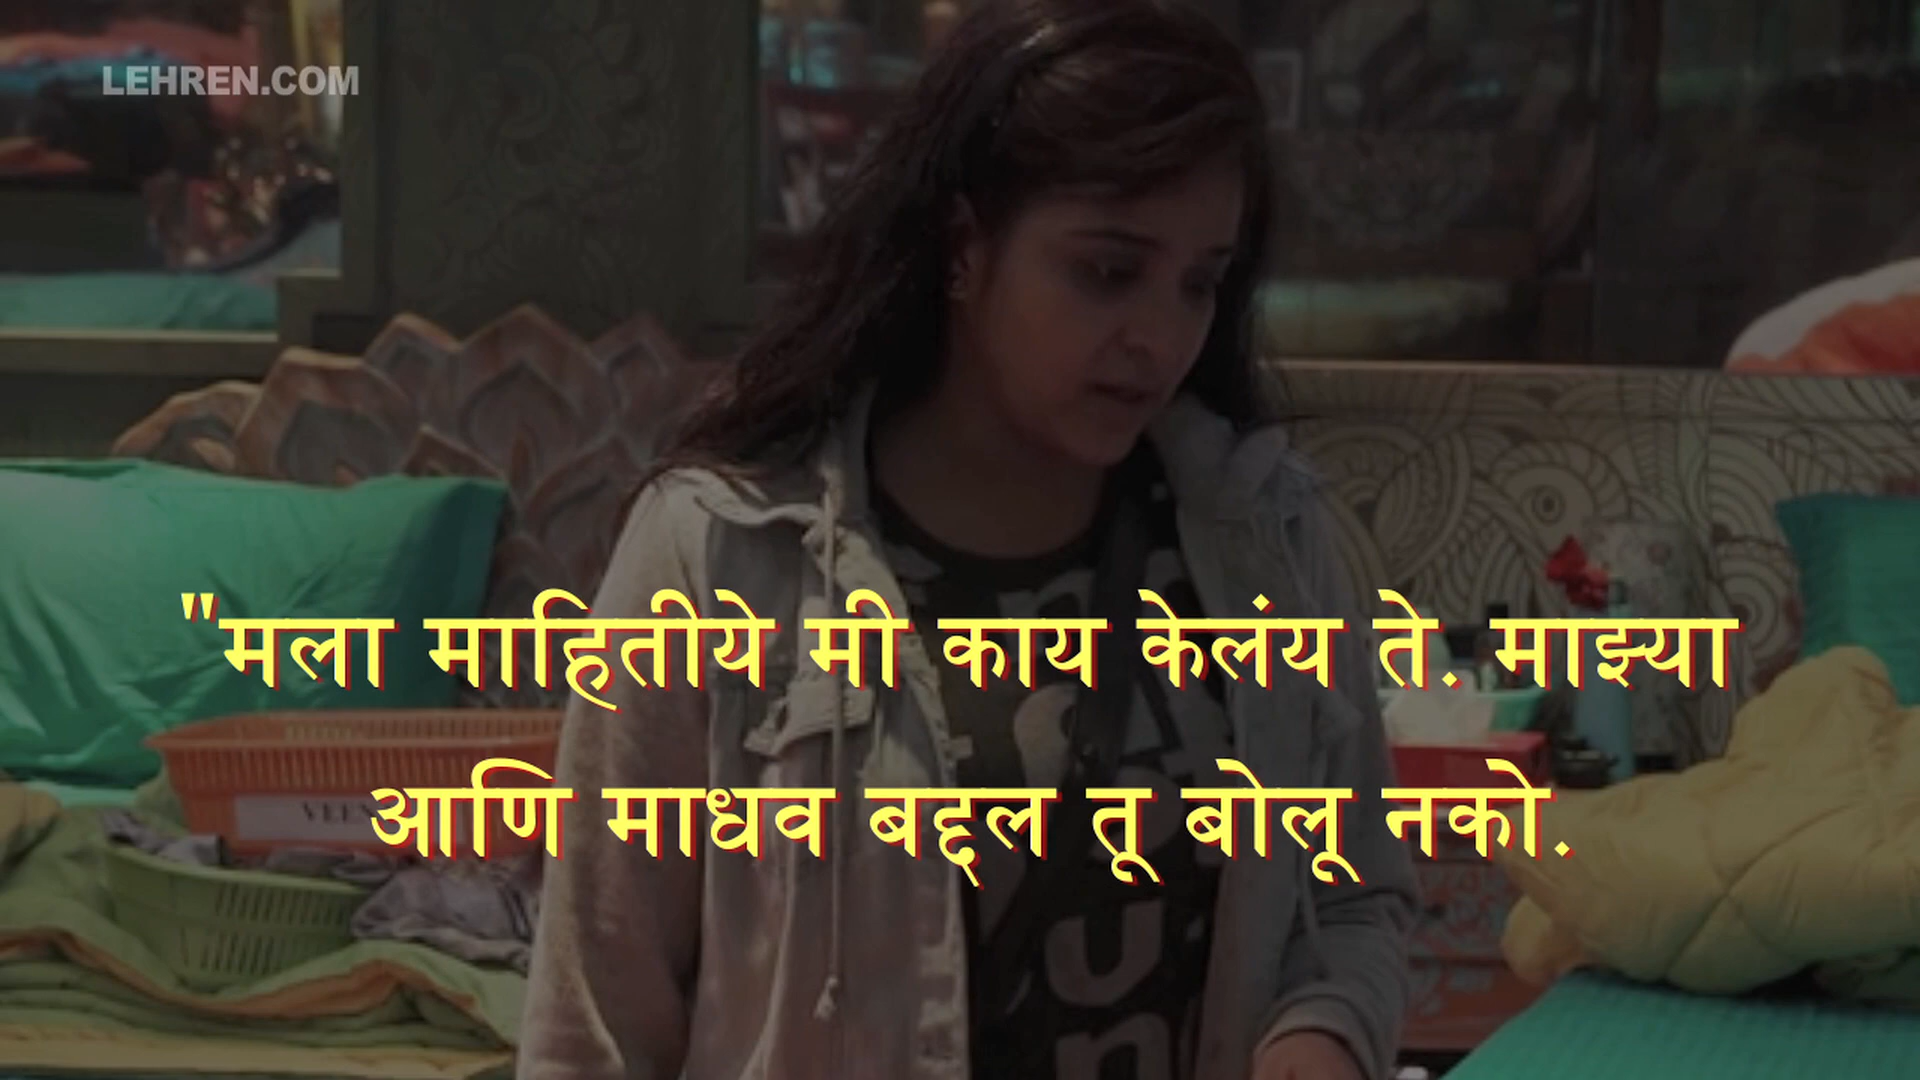 LEHREN.COM
"मला माहितीये मी काय केलंय ते. माझ्या
आणि माधव बद्दल तू बोलू नको.